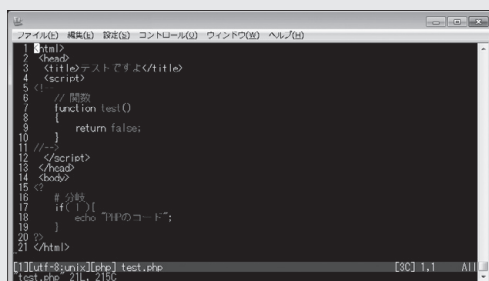 ファイル(F) 編集(E) 設定(S) コントロール(O) ウィンドウ(W) ヘルプ(H)
1 <html>
2 <head>
3 <title>テストですよ</title>
4 <script>
5 <!--
6 // 関数
7 function test()
8 {
9 return false;
10 }
11 //-->
12 </script>
13 </head>
14 <body>
15 <?
16 # 分岐
17 if( 1 ){
18 echo "PHPのコード";
19 }
20 ?>
21 </html>
[1][utf-8:unix][php] test.php [3C] 1,1 All
"test.php" 21L, 215C